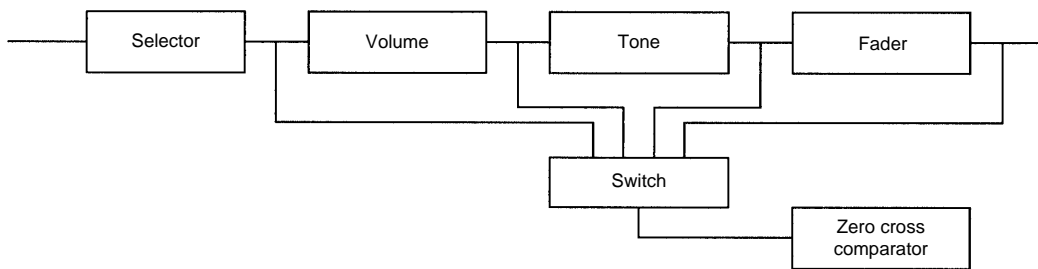 Selector
Volume
Tone
Fader
Switch
Zero cross
comparator